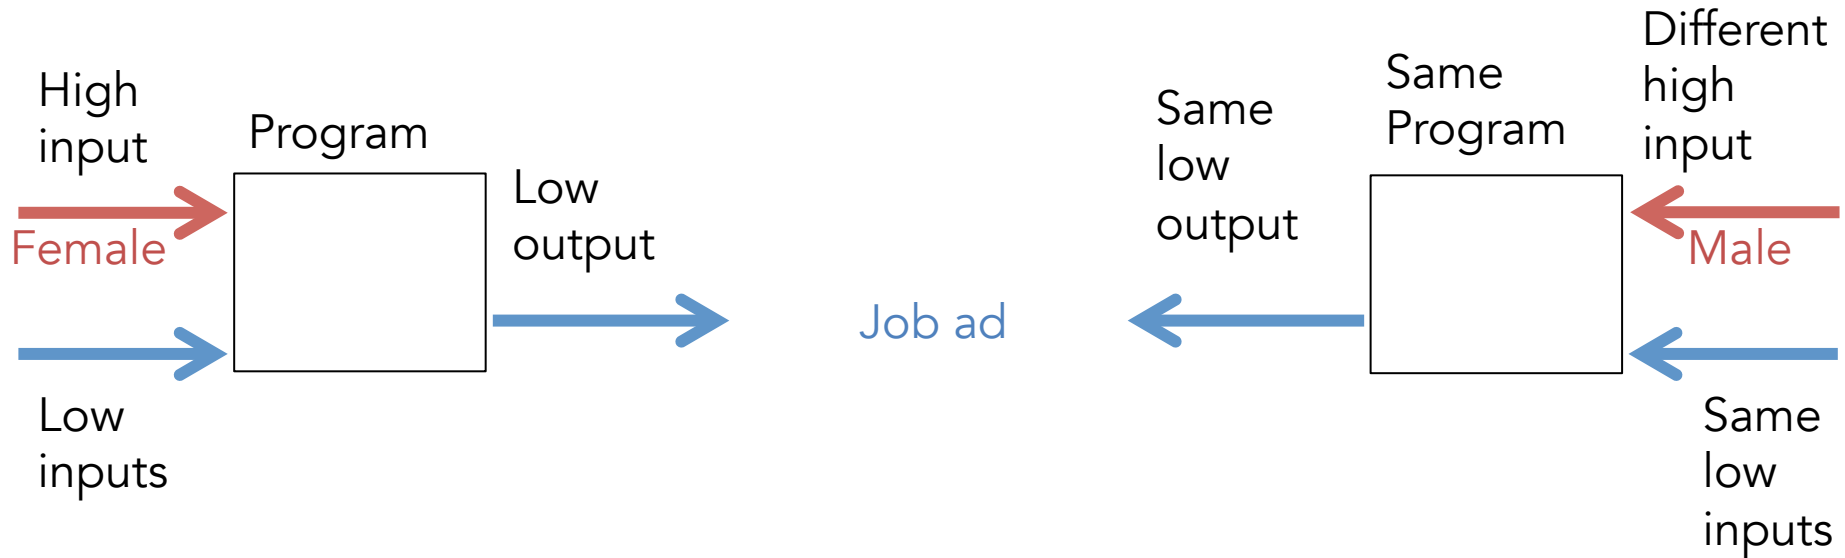 High
input
Program
Female
Low
output
Low
inputs
Job ad
Same
low
output
Same
Program
Different
high
input
Male
Same
low
inputs